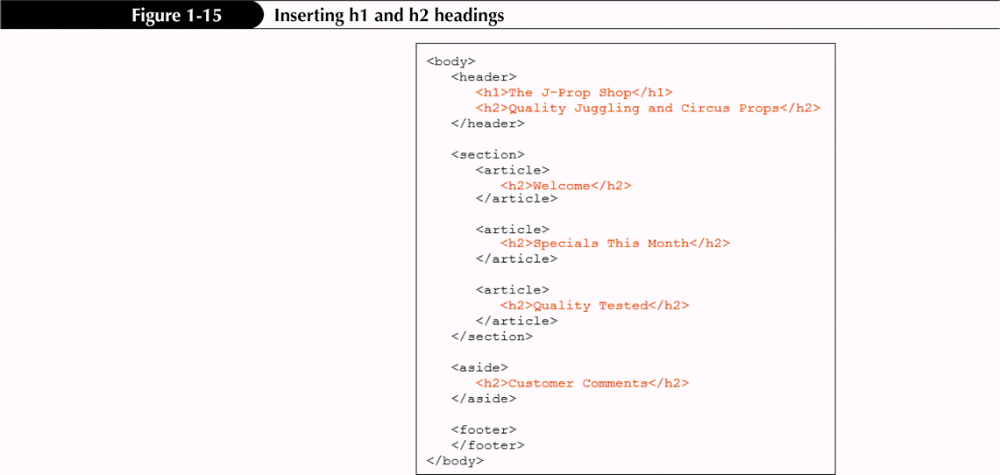 Figure 1-15 Inserting h1 and h2 headings
<body>
<header>
<h1>The J-Prop Shop</h1>
<h2>Quality Juggling and Circus Props</h2>
</header>
<section>
<article>
<h2>Welcome</h2>
</article>
<article>
<h2>Specials This Month</h2>
</article>
<article>
<h2>Quality Tested</h2>
</article>
</section>
<aside>
<h2>Customer Comments</h2>
</aside>
<footer>
</footer>
</body>